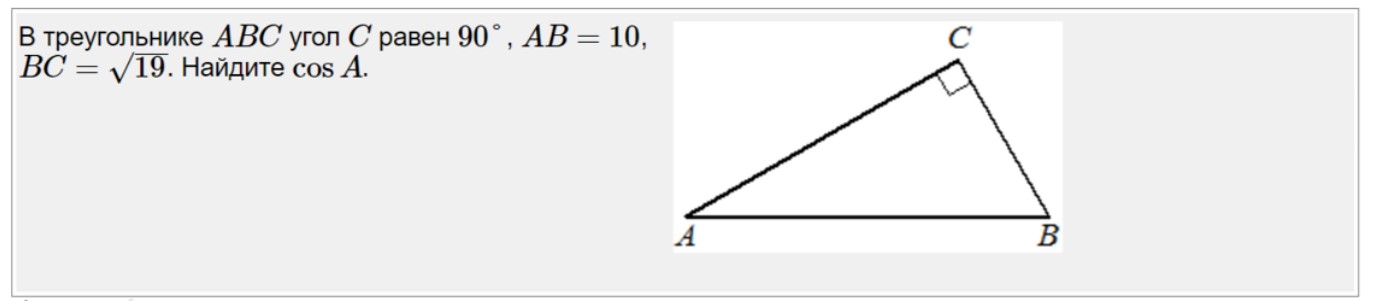 В треугольнике ABC угол C равен 90°, AB = 10,
BC = √19. Найдите cos A.
C
A
B